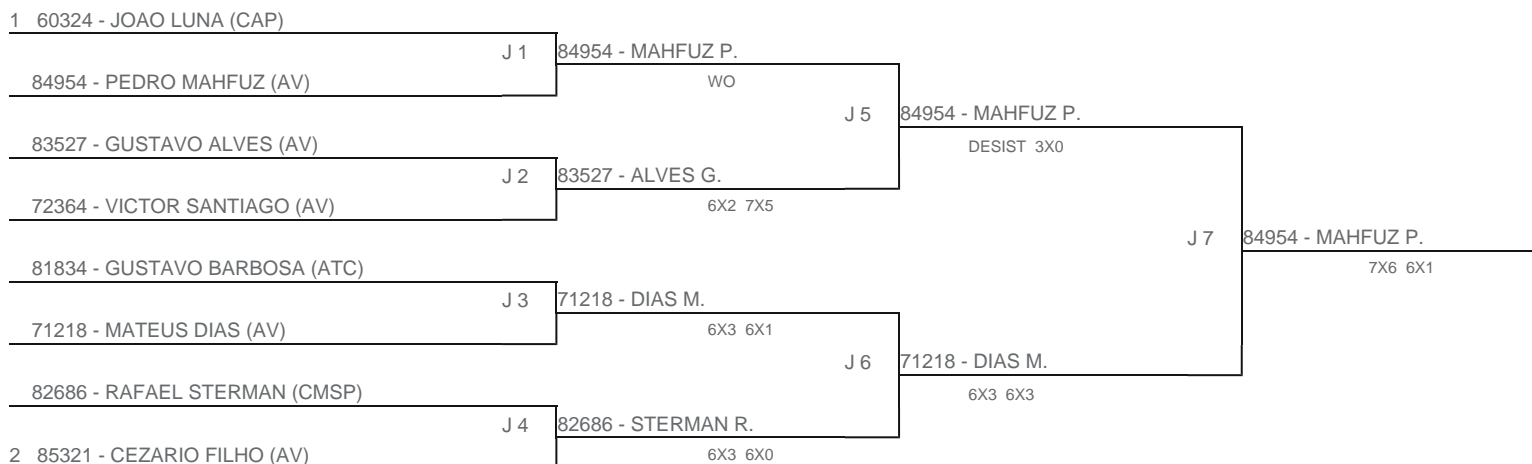 1 60324 - JOAO LUNA (CAP)
J 1
84954 - MAHFUZ P.
84954 - PEDRO MAHFUZ (AV)
WO
J 5
84954 - MAHFUZ P.
83527 - GUSTAVO ALVES (AV)
DESIST 3X0
J 2
83527 - ALVES G.
72364 - VICTOR SANTIAGO (AV)
6X2 7X5
J 7
84954 - MAHFUZ P.
81834 - GUSTAVO BARBOSA (ATC)
7X6 6X1
J 3
71218 - DIAS M.
71218 - MATEUS DIAS (AV)
6X3 6X1
J 6
71218 - DIAS M.
82686 - RAFAEL STERMAN (CMSP)
6X3 6X3
J 4
82686 - STERMAN R.
2 85321 - CEZARIO FILHO (AV)
6X3 6X0